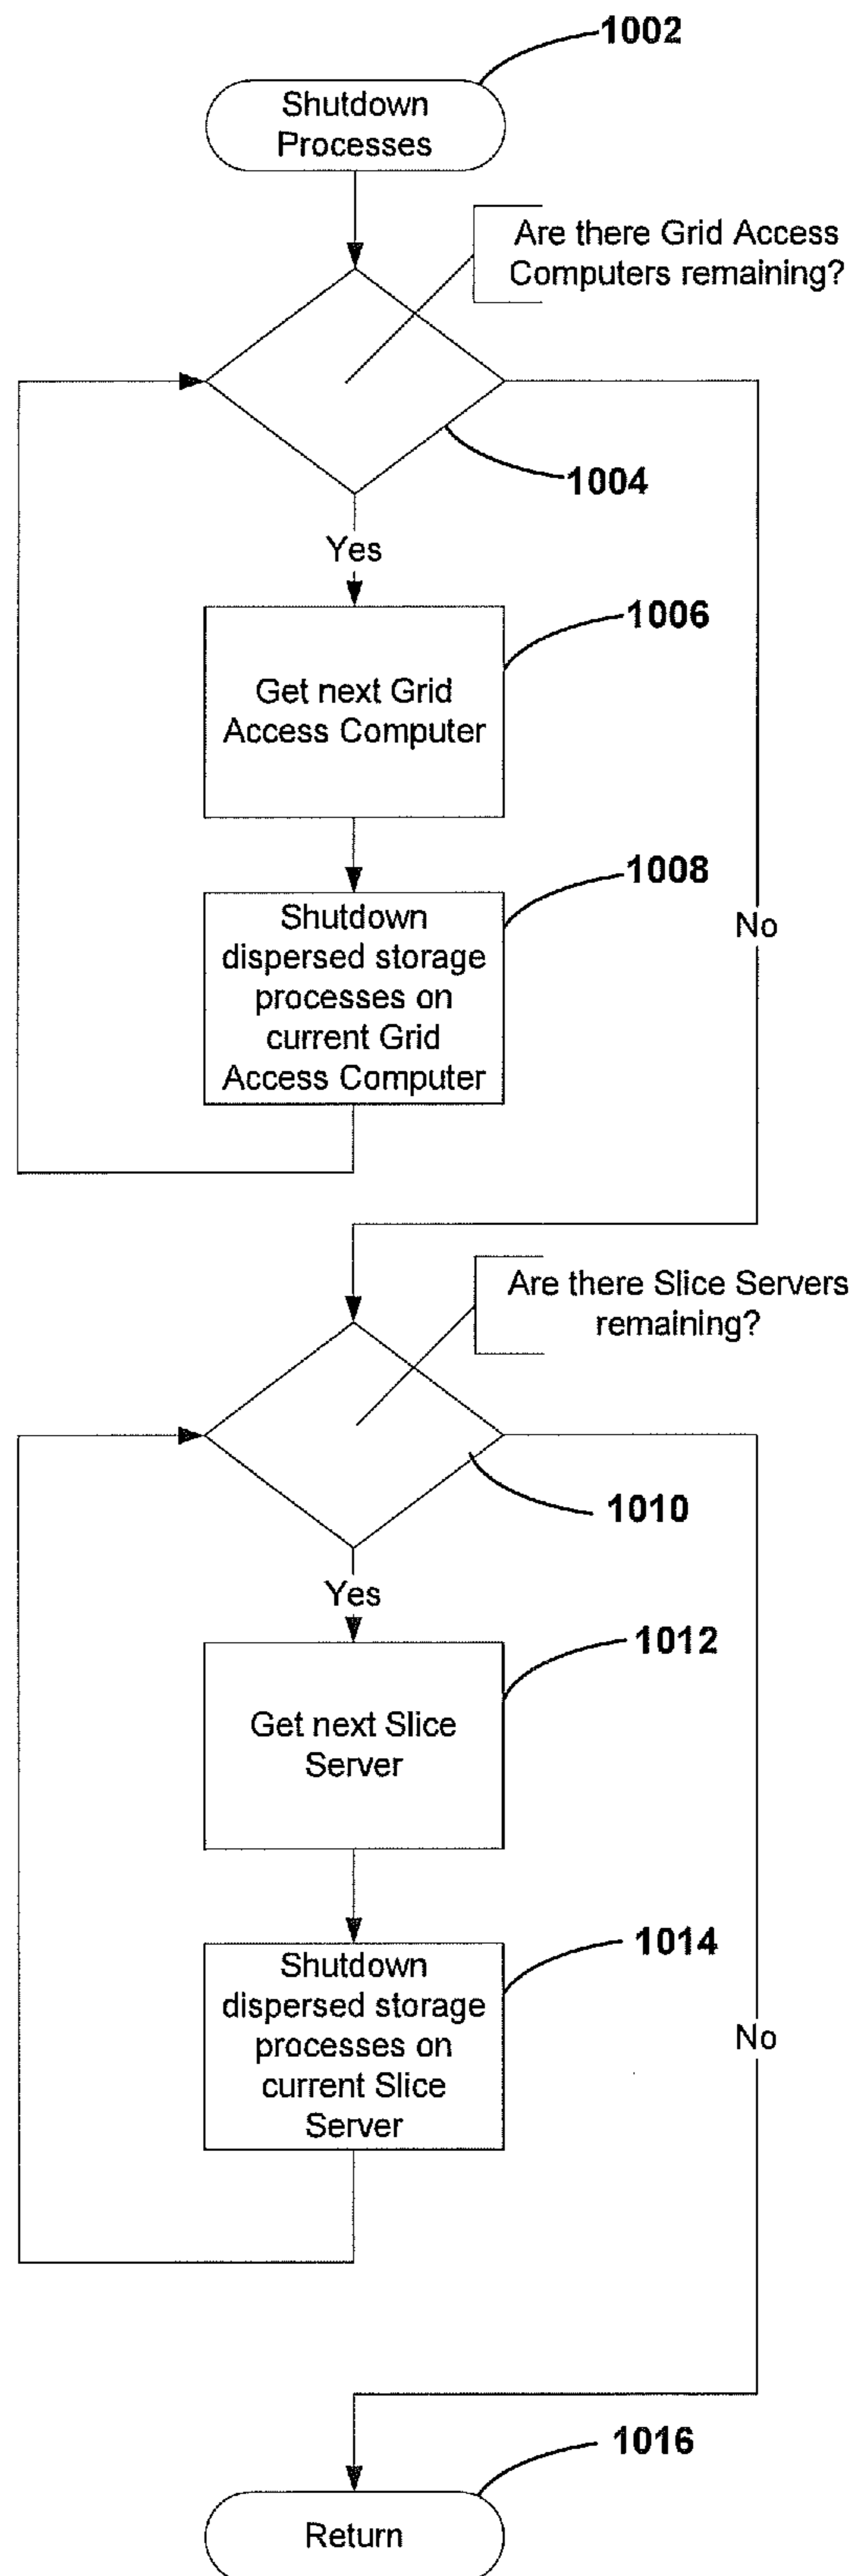 1002
Shutdown
Processes
Are there Grid Access
Computers remaining?
1004
Yes
1006
Get next Grid
Access Computer
1008
Shutdown
dispersed storage
processes on
current Grid
Access Computer
No
Are there Slice Servers
remaining?
1010
Yes
1012
Get next Slice
Server
1014
Shutdown
dispersed storage
processes on
current Slice
Server
No
1016
Return